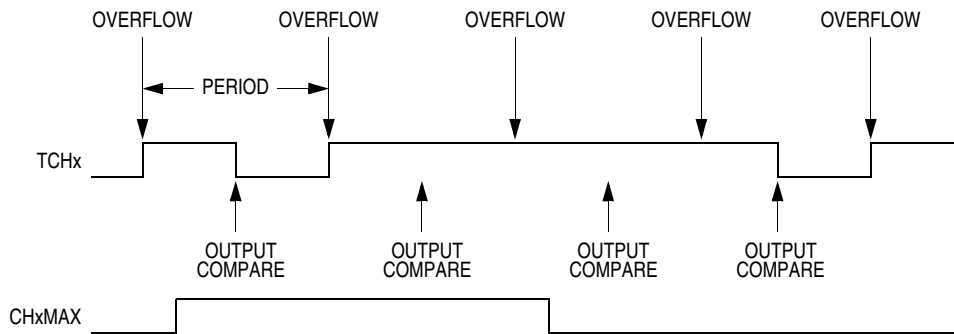 OVERFLOW OVERFLOW OVERFLOW OVERFLOW OVERFLOW
PERIOD
TCHx
OUTPUT
COMPARE
OUTPUT
COMPARE
OUTPUT
COMPARE
OUTPUT
COMPARE
CHxMAX